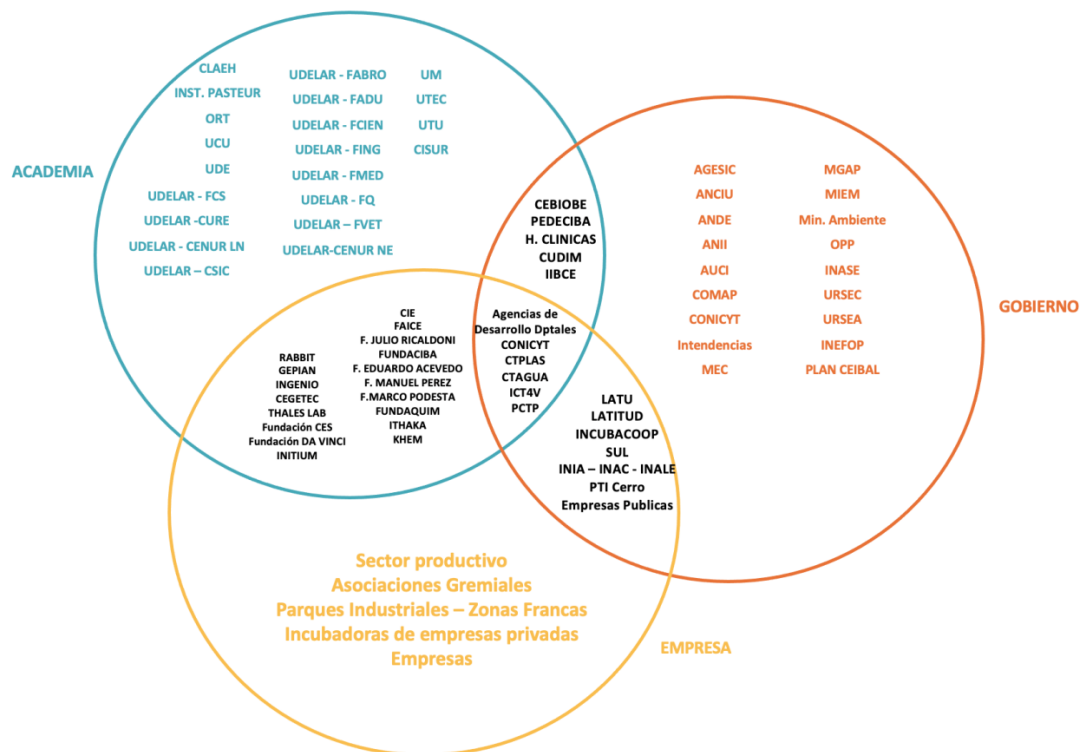 ACADEMIA
CLAEH
INST. PASTEUR
ORT
UCU
UDE
UDELAR - FCS
UDELAR -CURE
UDELAR - CENUR LN
UDELAR – CSIC
UDELAR - FABRO
UDELAR - FADU
UDELAR - FCIEN
UDELAR - FING
UDELAR - FMED
UDELAR - FQ
UDELAR – FVET
UDELAR-CENUR NE
UM
UTEC
UTU
CISUR
CEBIOBE
PEDECIBA
H. CLINICAS
CUDIM
IIBCE
GOBIERNO
AGESIC
ANCIU
ANDE
ANII
AUCI
COMAP
CONICYT
Intendencias
MEC
MGAP
MIEM
Min. Ambiente
OPP
INASE
URSEC
URSEA
INEFOP
PLAN CEIBAL
RABBIT
GEPIAN
INGENIO
CEGETEC
THALES LAB
Fundación CES
Fundación DA VINCI
INITIUM
CIE
FAICE
F. JULIO RICALDONI
FUNDACIBA
F. EDUARDO ACEVEDO
F. MANUEL PEREZ
F.MARCO PODESTA
FUNDAQUIM
ITHAKA
KHEM
Agencias de
Desarrollo Dptales
CONICYT
CTPLAS
CTAGUA
ICT4V
PCTP
LATU
LATITUD
INCUBACOOP
SUL
INIA – INAC - INALE
PTI Cerro
Empresas Publicas
Sector productivo
Asociaciones Gremiales
Parques Industriales – Zonas Francas
Incubadoras de empresas privadas
Empresas
EMPRESA